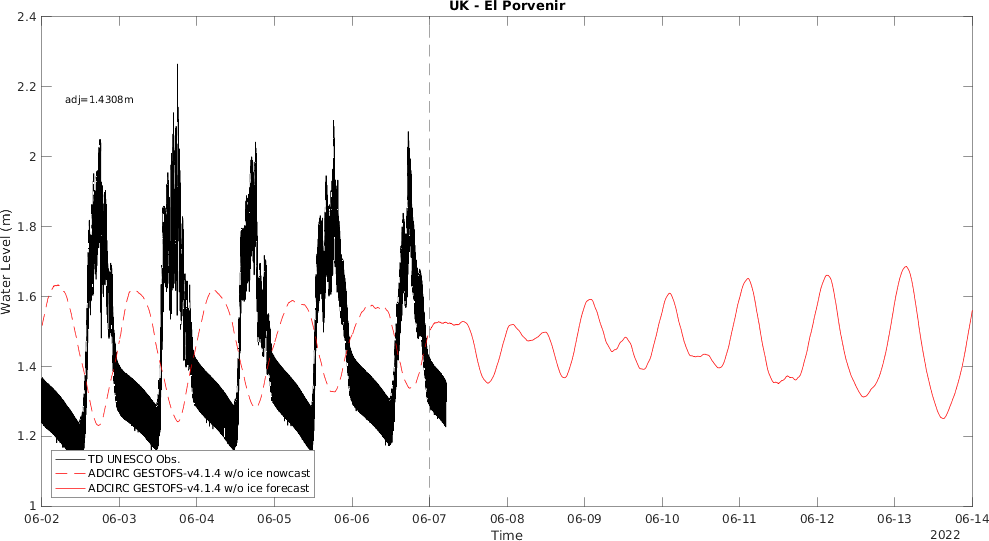 UK - El Porvenir
2.4
2.2
2
1.8
1.6
1.4
1.2
1
Water Level (m)
adj=1.4308m
TD UNESCO Obs.
ADCIRC GESTOFS-v4.1.4 w/o ice nowcast
ADCIRC GESTOFS-v4.1.4 w/o ice forecast
06-02 06-03 06-04 06-05 06-06 06-07 06-08 06-09 06-10 06-11 06-12 06-13 06-14
Time
2022